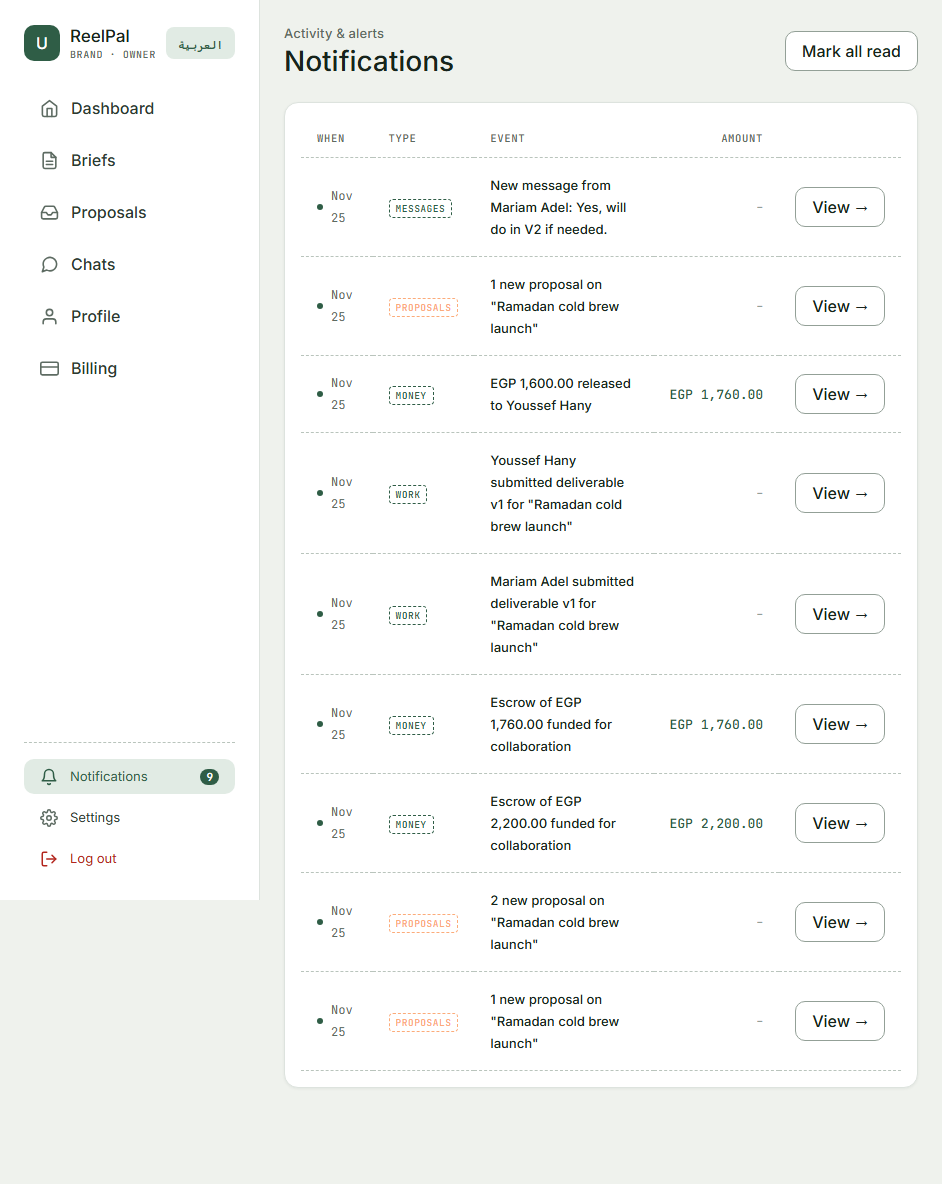 U
ReelPal
BRAND · OWNER
العربية
Dashboard
Briefs
Proposals
Chats
Profile
Billing
Notifications 9
Settings
Log out
Activity & alerts
Notifications
Mark all read
WHEN TYPE EVENT AMOUNT
Nov
25
MESSAGES
New message from
Mariam Adel: Yes, will
do in V2 if needed.
–
View →
Nov
25
PROPOSALS
1 new proposal on
"Ramadan cold brew
launch"
–
View →
Nov
25
MONEY
EGP 1,600.00 released
to Youssef Hany
EGP 1,760.00
View →
Nov
25
WORK
Youssef Hany
submitted deliverable
v1 for "Ramadan cold
brew launch"
–
View →
Nov
25
WORK
Mariam Adel submitted
deliverable v1 for
"Ramadan cold brew
launch"
–
View →
Nov
25
MONEY
Escrow of EGP
1,760.00 funded for
collaboration
EGP 1,760.00
View →
Nov
25
MONEY
Escrow of EGP
2,200.00 funded for
collaboration
EGP 2,200.00
View →
Nov
25
PROPOSALS
2 new proposal on
"Ramadan cold brew
launch"
–
View →
Nov
25
PROPOSALS
1 new proposal on
"Ramadan cold brew
launch"
–
View →